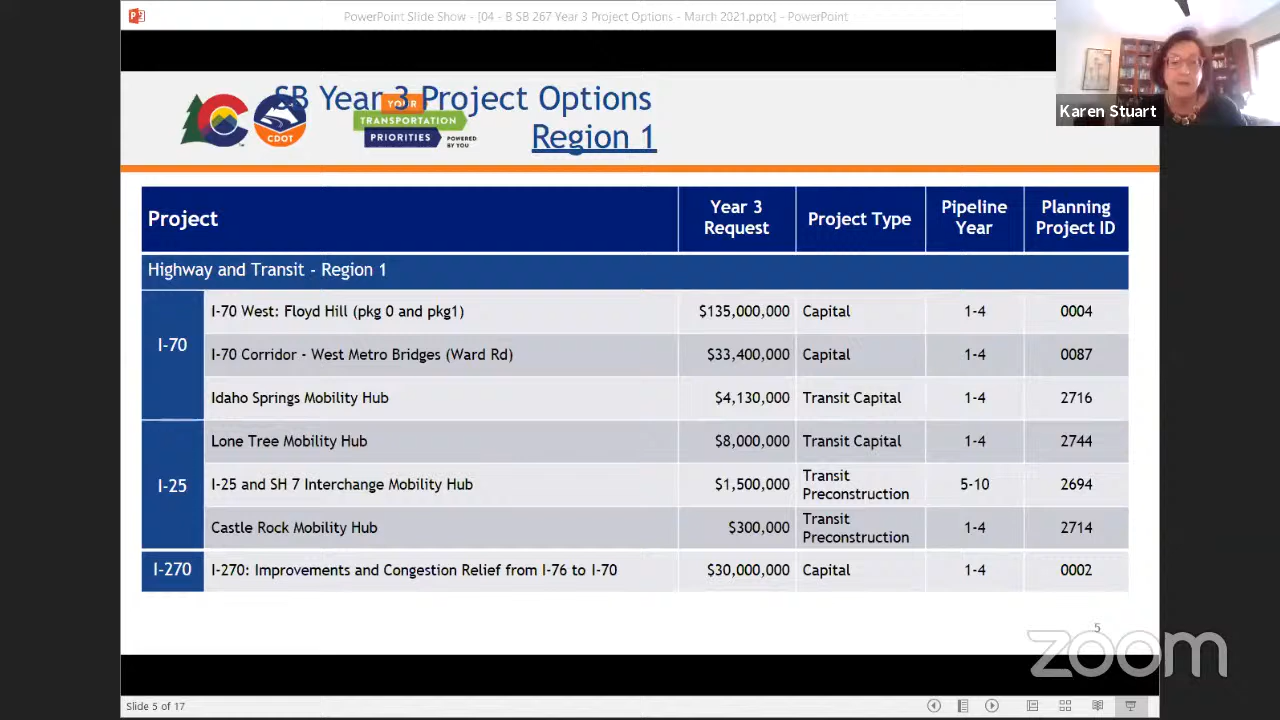 PowerPoint Slide Show - [04 - B SB 267 Year 3 Project Options - March 2021.pptx] - PowerPoint
Karen Stuart
SB Year 3 Project Options
Region 1
CDOT
YOUR
TRANSPORTATION
PRIORITIES
POWERED
BY YOU
Project Year 3 Request Project Type Pipeline Year Planning Project ID
Highway and Transit - Region 1
I-70
I-70 West: Floyd Hill (pkg 0 and pkg1) $135,000,000 Capital 1-4 0004
I-70 Corridor - West Metro Bridges (Ward Rd) $33,400,000 Capital 1-4 0087
Idaho Springs Mobility Hub $4,130,000 Transit Capital 1-4 2716
I-25
Lone Tree Mobility Hub $8,000,000 Transit Capital 1-4 2744
I-25 and SH 7 Interchange Mobility Hub $1,500,000 Transit Preconstruction 5-10 2694
Castle Rock Mobility Hub $300,000 Transit Preconstruction 1-4 2714
I-270 I-270: Improvements and Congestion Relief from I-76 to I-70 $30,000,000 Capital 1-4 0002
5
zoom
Slide 5 of 17